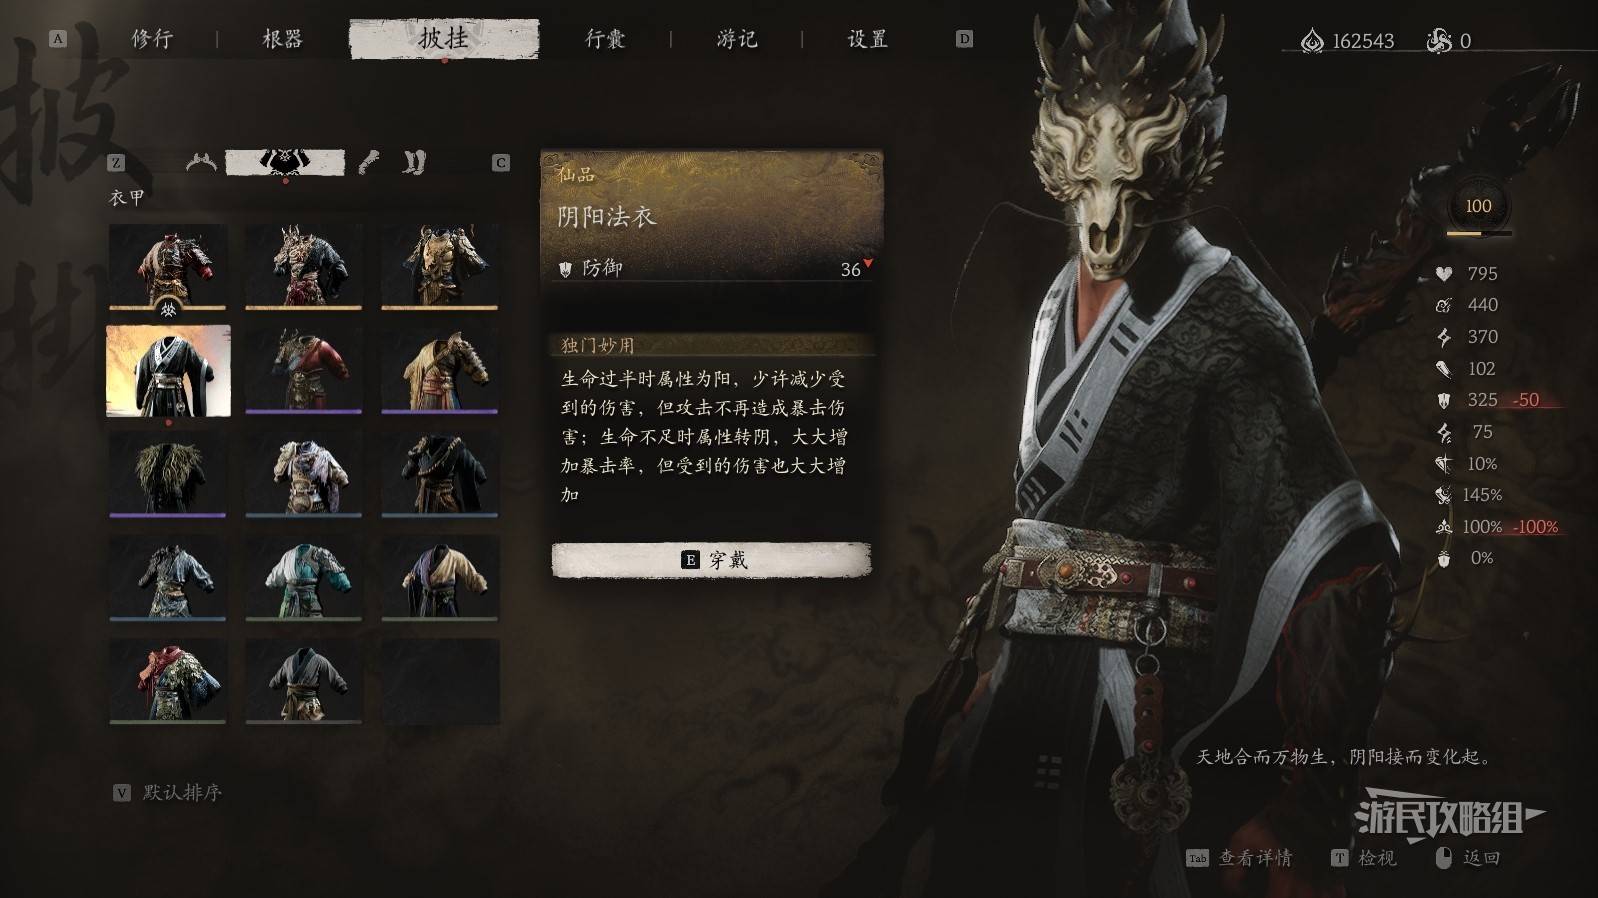 披挂
A 修行 | 根器 披挂 行囊 | 游记 | 设置 D
162543 0
Z C
衣甲
仙品
阴阳法衣
防御 36
独门妙用
生命过半时属性为阳，少许减少受
到的伤害，但攻击不再造成暴击伤
害；生命不足时属性转阴，大大增
加暴击率，但受到的伤害也大大增
加
E 穿戴
100
795
440
370
102
325 -50
75
10%
145%
100% -100%
0%
天地合而万物生，阴阳接而变化起。
V 默认排序
游民攻略组
Tab 查看详情 T 检视 返回